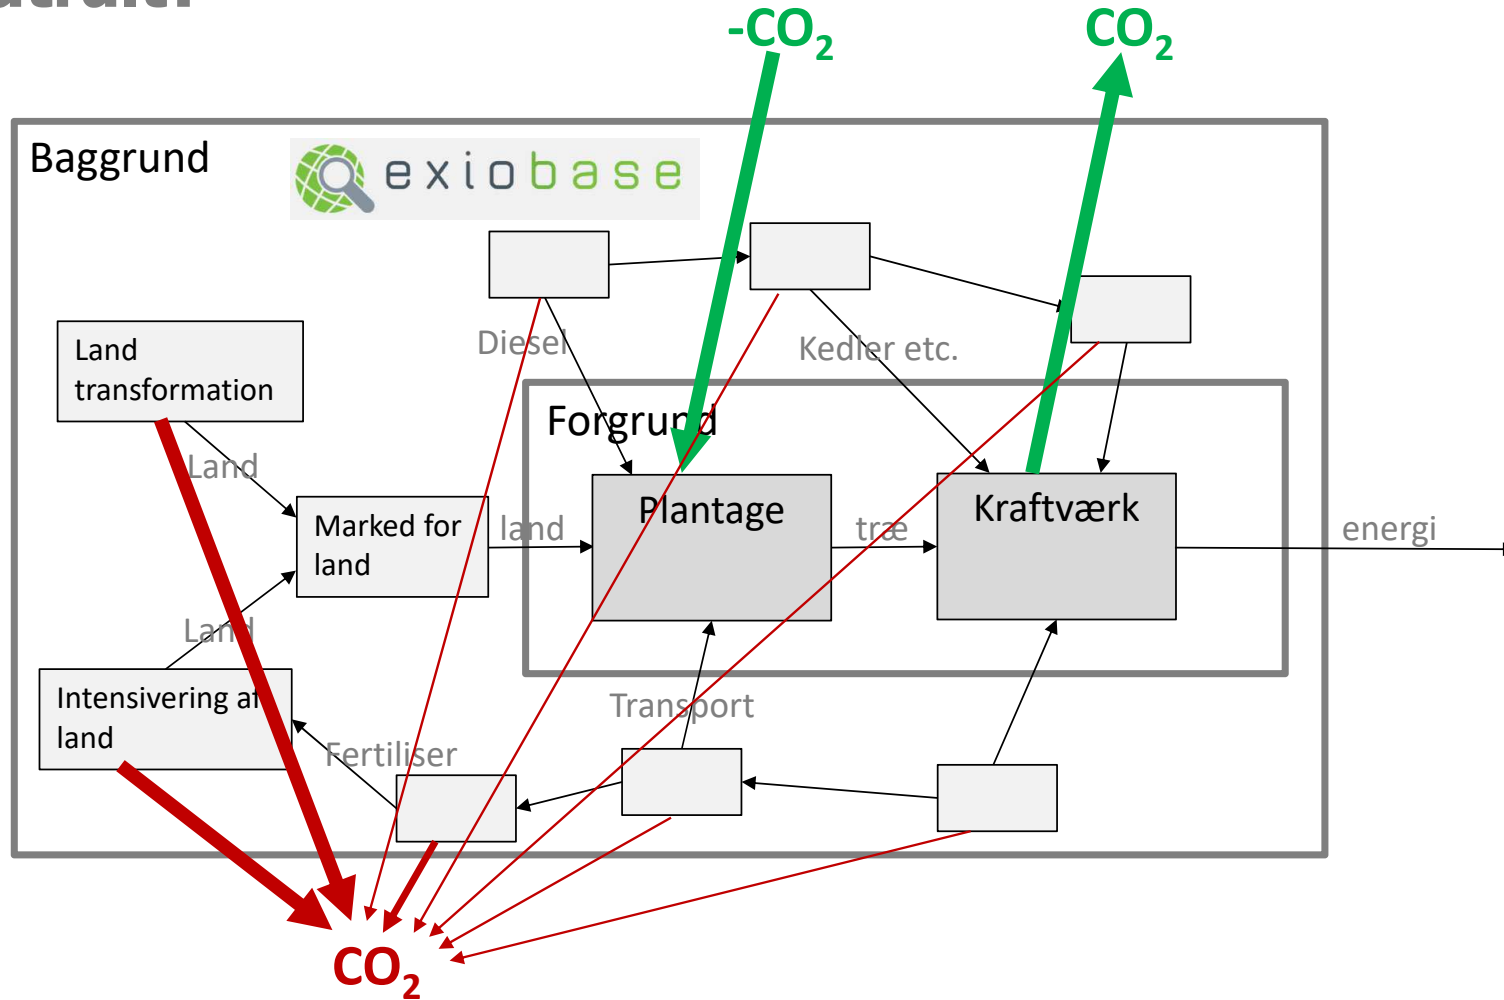 -CO₂
CO₂
Baggrund
exiobase
Diesel
Kedler etc.
Land
transformation
Forgrund
Land
Marked for
land
land
Plantage
træ
Kraftværk
energi
Land
Intensivering af
land
Fertiliser
Transport
CO₂